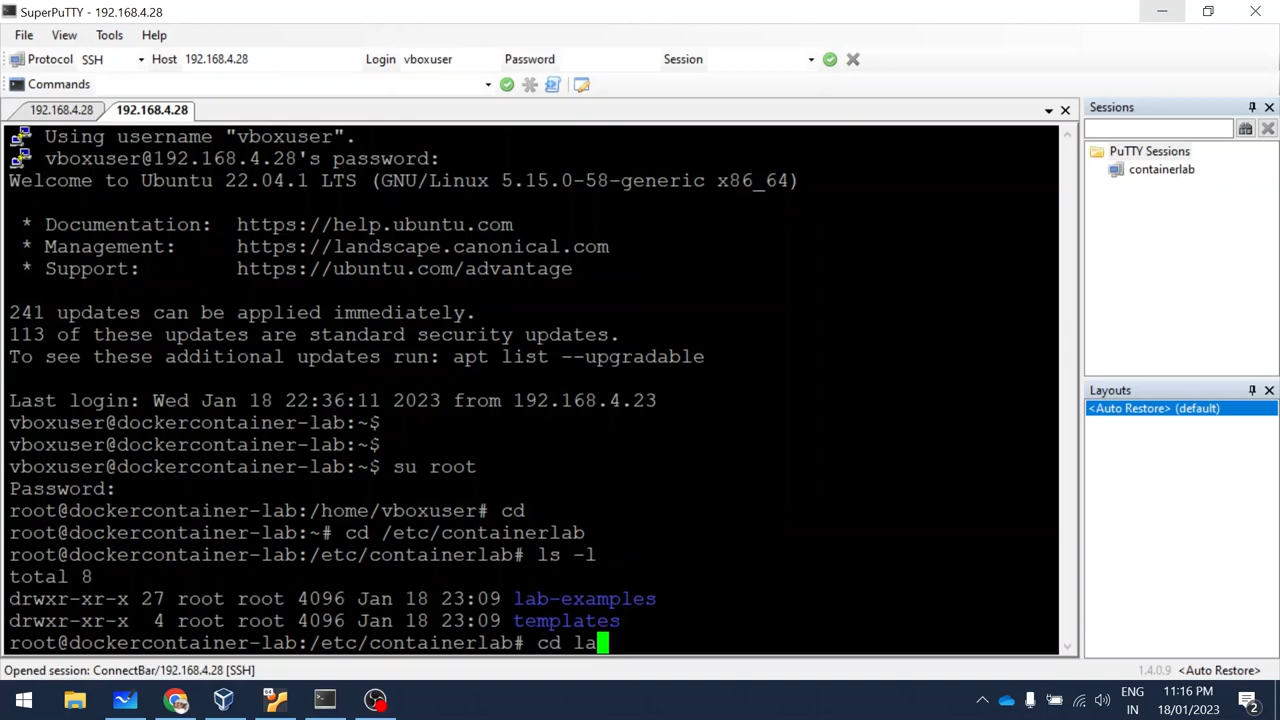 SuperPuTTY - 192.168.4.28
File View Tools Help
Protocol SSH Host 192.168.4.28 Login vboxuser Password Session
Commands
192.168.4.28 192.168.4.28
Using username "vboxuser".
vboxuser@192.168.4.28's password:
Welcome to Ubuntu 22.04.1 LTS (GNU/Linux 5.15.0-58-generic x86_64)
* Documentation: https://help.ubuntu.com
* Management: https://landscape.canonical.com
* Support: https://ubuntu.com/advantage
241 updates can be applied immediately.
113 of these updates are standard security updates.
To see these additional updates run: apt list --upgradable
Last login: Wed Jan 18 22:36:11 2023 from 192.168.4.23
vboxuser@dockercontainer-lab:~$
vboxuser@dockercontainer-lab:~$
vboxuser@dockercontainer-lab:~$ su root
Password:
root@dockercontainer-lab:/home/vboxuser# cd
root@dockercontainer-lab:~# cd /etc/containerlab
root@dockercontainer-lab:/etc/containerlab# ls -l
total 8
drwxr-xr-x 27 root root 4096 Jan 18 23:09 lab-examples
drwxr-xr-x 4 root root 4096 Jan 18 23:09 templates
root@dockercontainer-lab:/etc/containerlab# cd la
Sessions
PuTTY Sessions
containerlab
Layouts
<Auto Restore> (default)
Opened session: ConnectBar/192.168.4.28 [SSH]
1.4.0.9 <Auto Restore>
ENG
IN
11:16 PM
18/01/2023
2